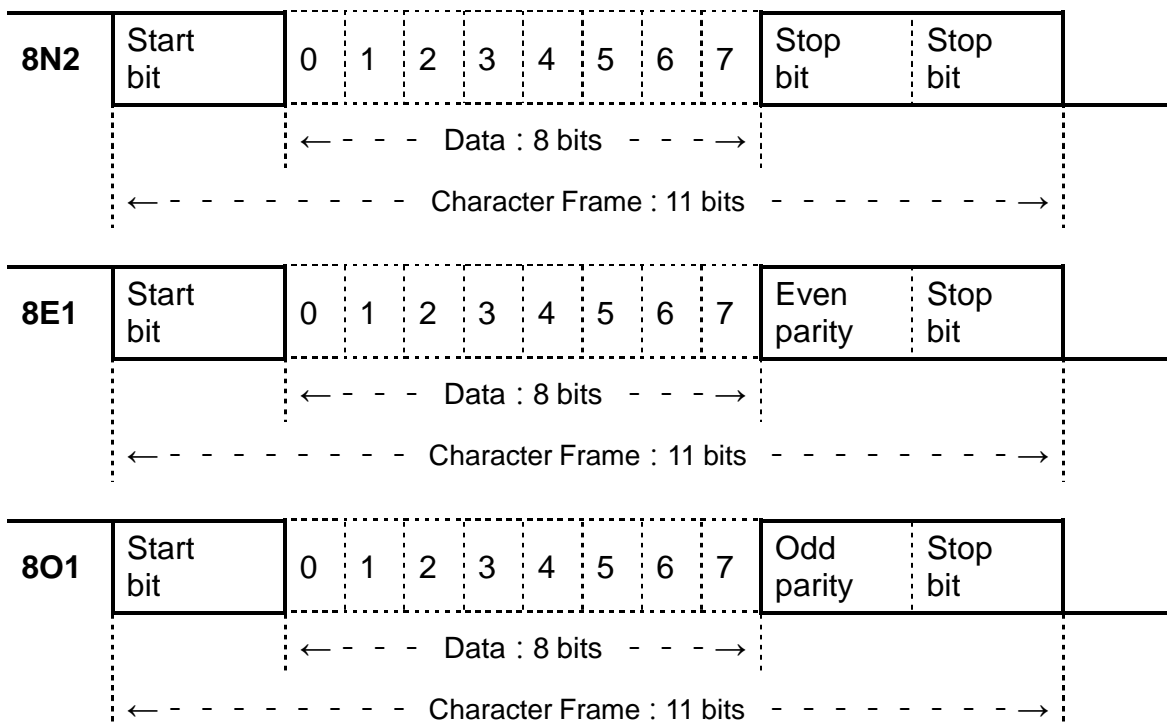 8N2 Start bit 0 1 2 3 4 5 6 7 Stop bit Stop bit
← - - - Data : 8 bits - - - →
← - - - - - - - - Character Frame : 11 bits - - - - - - - - →
8E1 Start bit 0 1 2 3 4 5 6 7 Even parity Stop bit
← - - - Data : 8 bits - - - →
← - - - - - - - - Character Frame : 11 bits - - - - - - - - →
8O1 Start bit 0 1 2 3 4 5 6 7 Odd parity Stop bit
← - - - Data : 8 bits - - - →
← - - - - - - - - Character Frame : 11 bits - - - - - - - - →